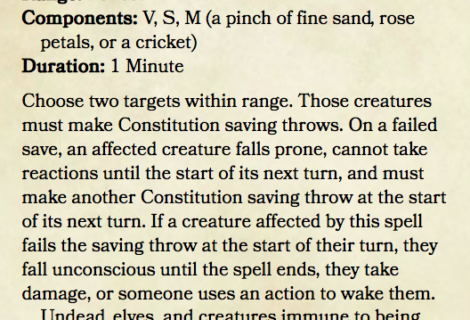 Components: V, S, M (a pinch of fine sand, rose
petals, or a cricket)
Duration: 1 Minute
Choose two targets within range. Those creatures
must make Constitution saving throws. On a failed
save, an affected creature falls prone, cannot take
reactions until the start of its next turn, and must
make another Constitution saving throw at the start
of its next turn. If a creature affected by this spell
fails the saving throw at the start of their turn, they
fall unconscious until the spell ends, they take
damage, or someone uses an action to wake them.
Undead, elves, and creatures immune to being